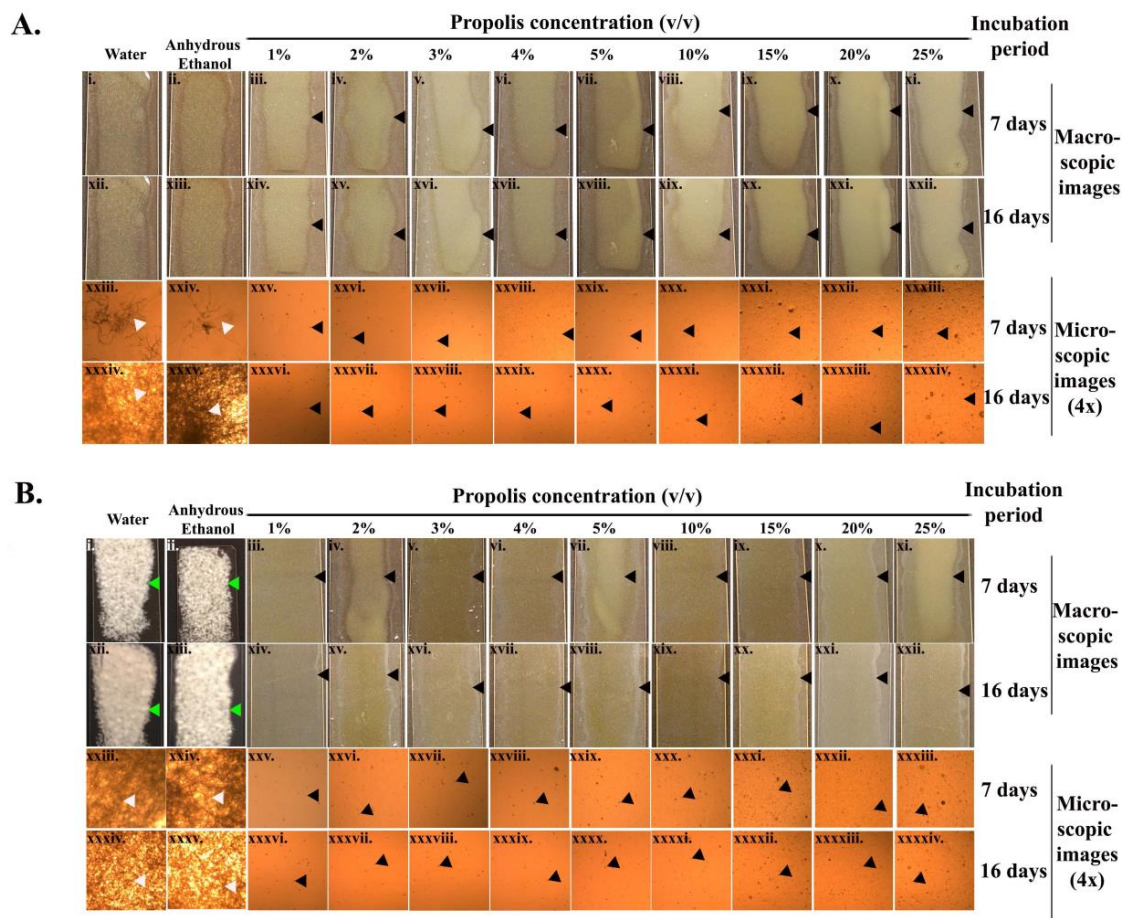 A.
Propolis concentration (v/v)
Incubation
period
Water
Anhydrous
Ethanol
1% 2% 3% 4% 5% 10% 15% 20% 25%
i. ii. iii. iv. v. vi. vii. viii. ix. x. xi.
7 days
xii. xiii. xiv. xv. xvi. xvii. xviii. xix. xx. xxi. xxii.
16 days
Macro-
scopic
images
xxiii. xxiv. xxv. xxvi. xxvii. xxviii. xxix. xxx. xxxi. xxxii. xxxiii.
7 days
xxxiv. xxxv. xxxvi. xxxvii. xxxviii. xxxix. xxxx. xxxxi. xxxxii. xxxxiii. xxxxiv.
16 days
Micro-
scopic
images
(4x)
B.
Propolis concentration (v/v)
Incubation
period
Water
Anhydrous
Ethanol
1% 2% 3% 4% 5% 10% 15% 20% 25%
i. ii. iii. iv. v. vi. vii. viii. ix. x. xi.
7 days
xii. xiii. xiv. xv. xvi. xvii. xviii. xix. xx. xxi. xxii.
16 days
Macro-
scopic
images
xxiii. xxiv. xxv. xxvi. xxvii. xxviii. xxix. xxx. xxxi. xxxii. xxxiii.
7 days
xxxiv. xxxv. xxxvi. xxxvii. xxxviii. xxxix. xxxx. xxxxi. xxxxii. xxxxiii. xxxxiv.
16 days
Micro-
scopic
images
(4x)